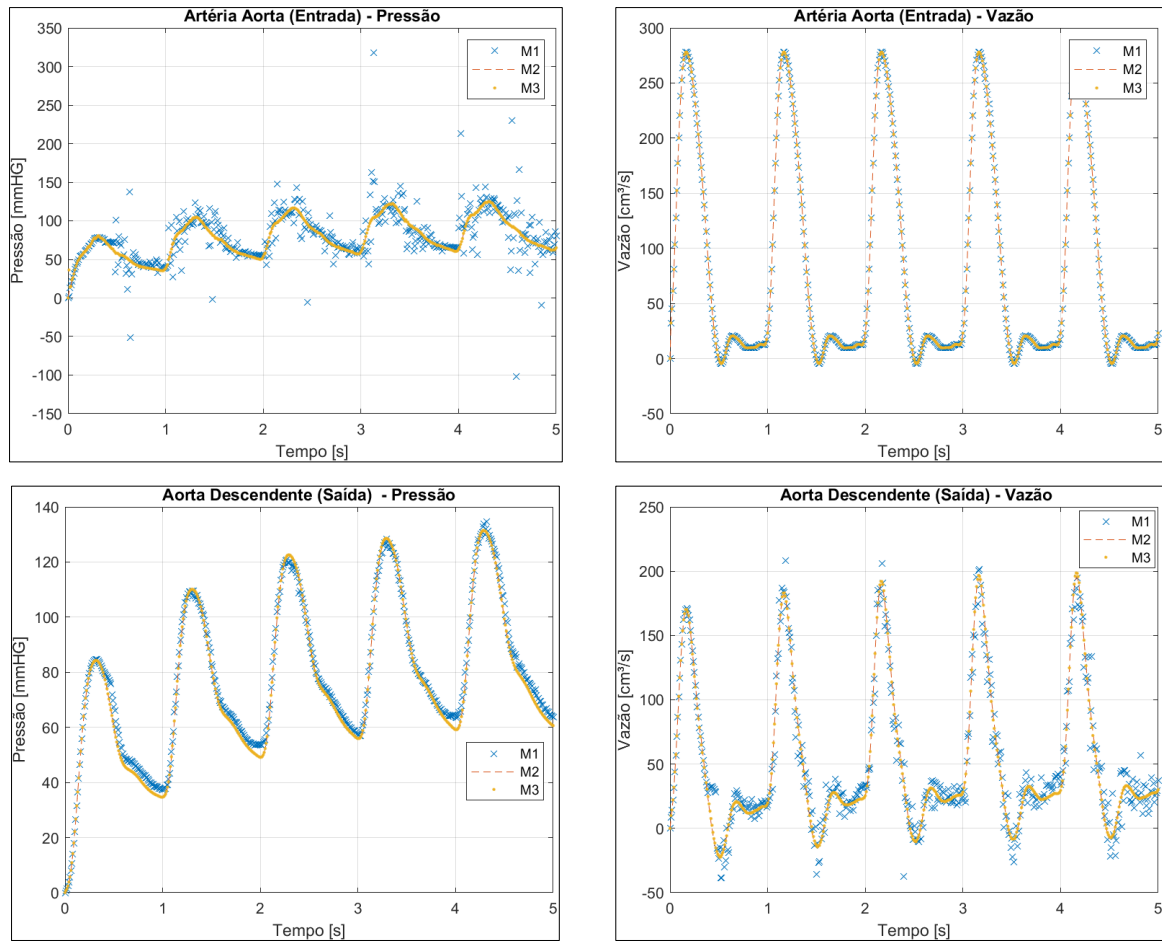 Artéria Aorta (Entrada) - Pressão
350
300
250
200
150
100
50
0
-50
-100
-150
Pressão [mmHG]
M1
M2
M3
0 1 2 3 4 5
Tempo [s]
Artéria Aorta (Entrada) - Vazão
300
250
200
150
100
50
0
-50
Vazão [cm³/s]
M1
M2
M3
0 1 2 3 4 5
Tempo [s]
Aorta Descendente (Saída)  - Pressão
140
120
100
80
60
40
20
0
Pressão [mmHG]
M1
M2
M3
0 1 2 3 4 5
Tempo [s]
Aorta Descendente (Saída) - Vazão
250
200
150
100
50
0
-50
Vazão [cm³/s]
M1
M2
M3
0 1 2 3 4 5
Tempo [s]